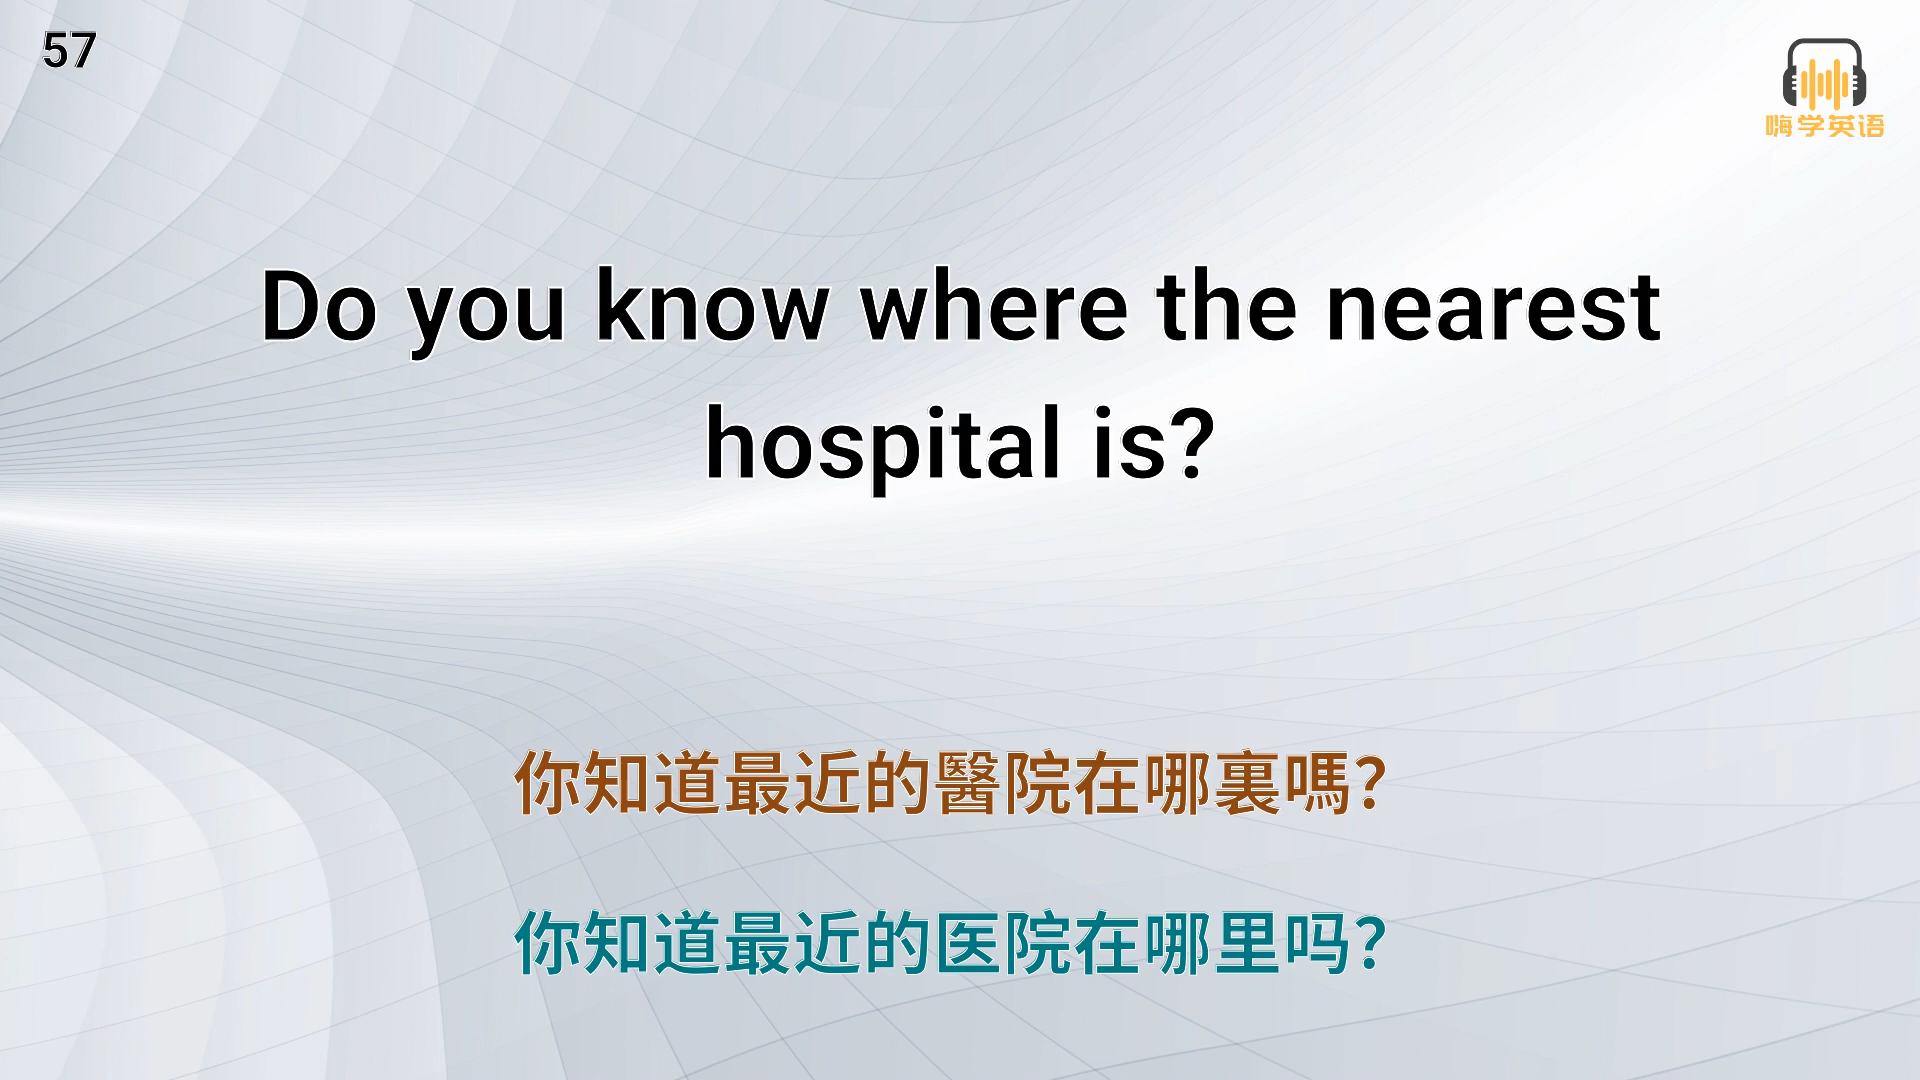 57
嗨学英语
Do you know where the nearest
hospital is?
你知道最近的醫院在哪裏嗎？
你知道最近的医院在哪里吗？